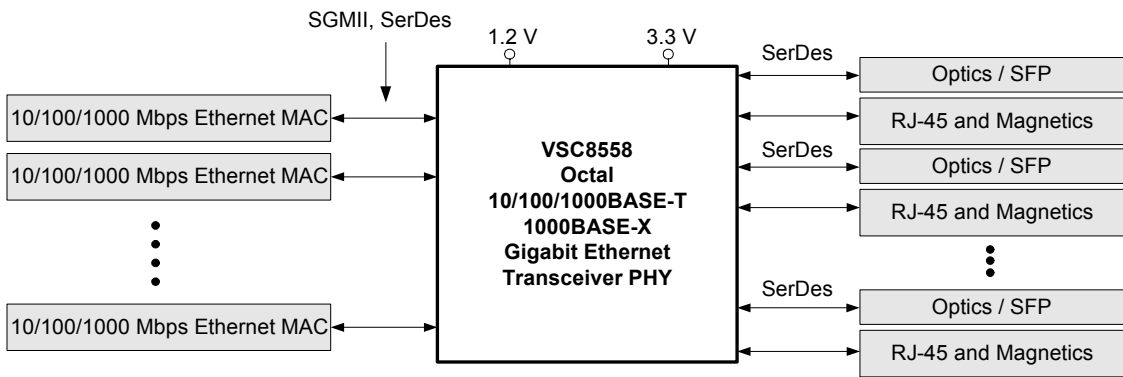 SGMII, SerDes
1.2 V
3.3 V
10/100/1000 Mbps Ethernet MAC
10/100/1000 Mbps Ethernet MAC
10/100/1000 Mbps Ethernet MAC
VSC8558
Octal
10/100/1000BASE-T
1000BASE-X
Gigabit Ethernet
Transceiver PHY
SerDes
Optics / SFP
RJ-45 and Magnetics
SerDes
Optics / SFP
RJ-45 and Magnetics
SerDes
Optics / SFP
RJ-45 and Magnetics